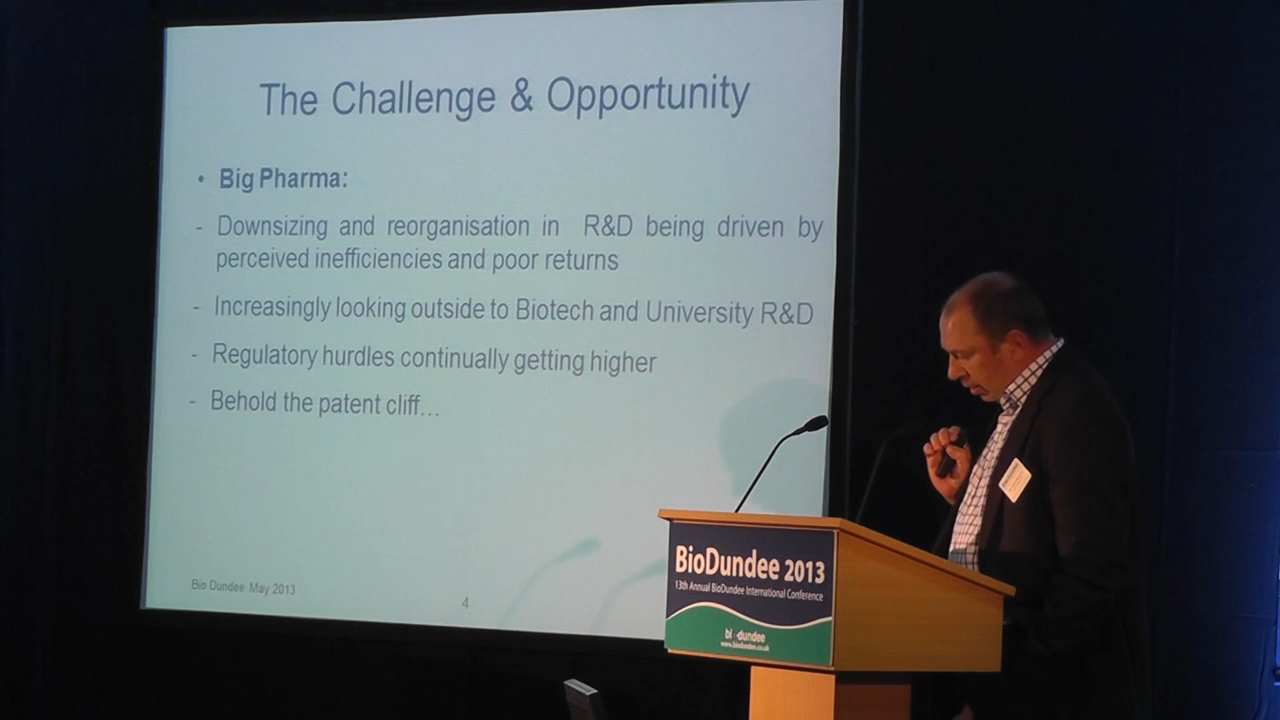 The Challenge & Opportunity
• Big Pharma:
- Downsizing and reorganisation in R&D being driven by
perceived inefficiencies and poor returns
- Increasingly looking outside to Biotech and University R&D
- Regulatory hurdles continually getting higher
- Behold the patent cliff…
Bio Dundee May 2013
4
BioDundee 2013
13th Annual BioDundee International Conference
dundee
www.biodundee.co.uk